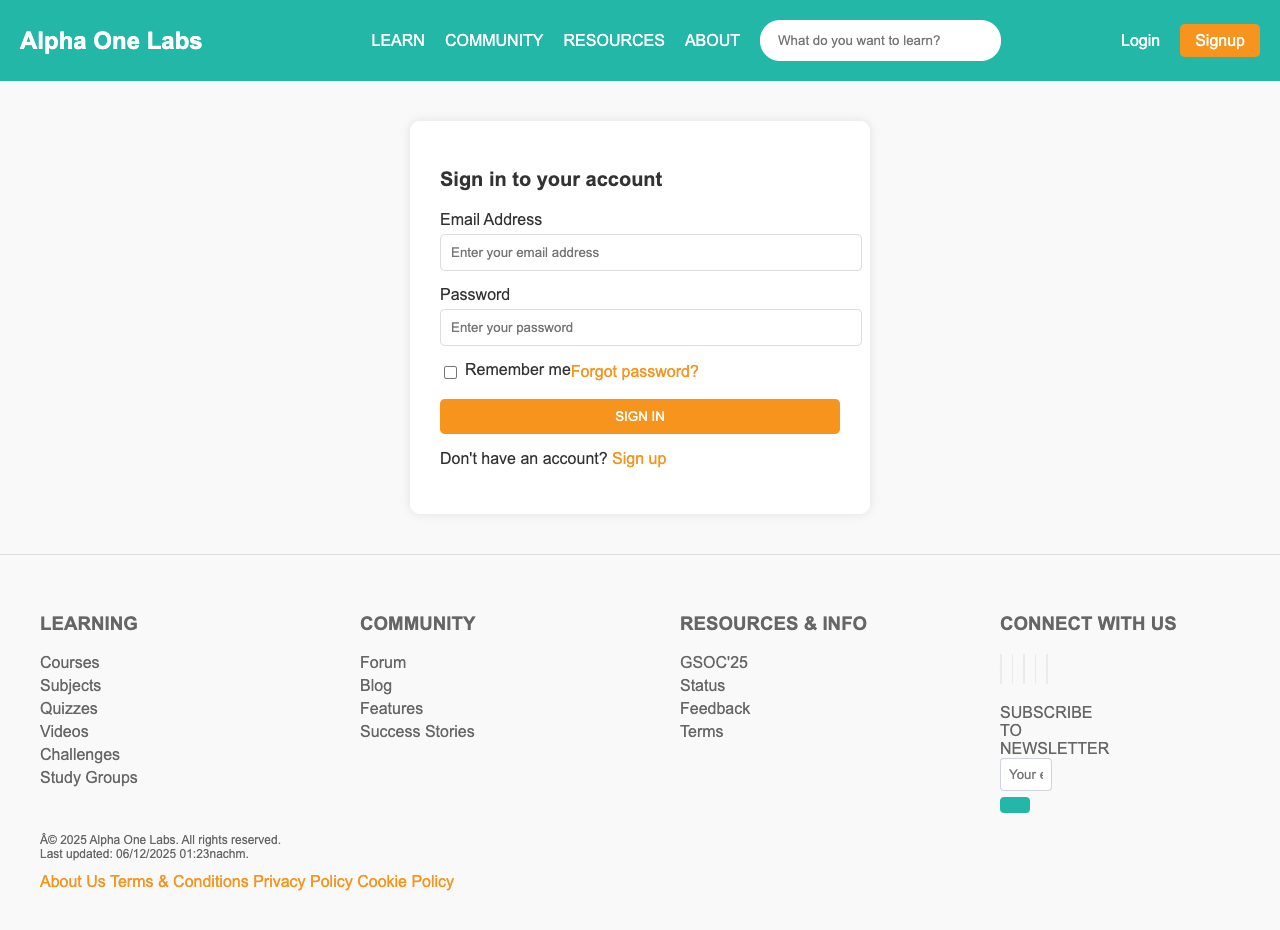 Alpha One Labs
LEARN COMMUNITY RESOURCES ABOUT What do you want to learn? Login Signup
Sign in to your account
Email Address
Enter your email address
Password
Enter your password
Remember me Forgot password?
SIGN IN
Don't have an account? Sign up
LEARNING
Courses
Subjects
Quizzes
Videos
Challenges
Study Groups
COMMUNITY
Forum
Blog
Features
Success Stories
RESOURCES & INFO
GSOC'25
Status
Feedback
Terms
CONNECT WITH US
SUBSCRIBE
TO
NEWSLETTER
Your e
© 2025 Alpha One Labs. All rights reserved.
Last updated: 06/12/2025 01:23nachm.
About Us Terms & Conditions Privacy Policy Cookie Policy